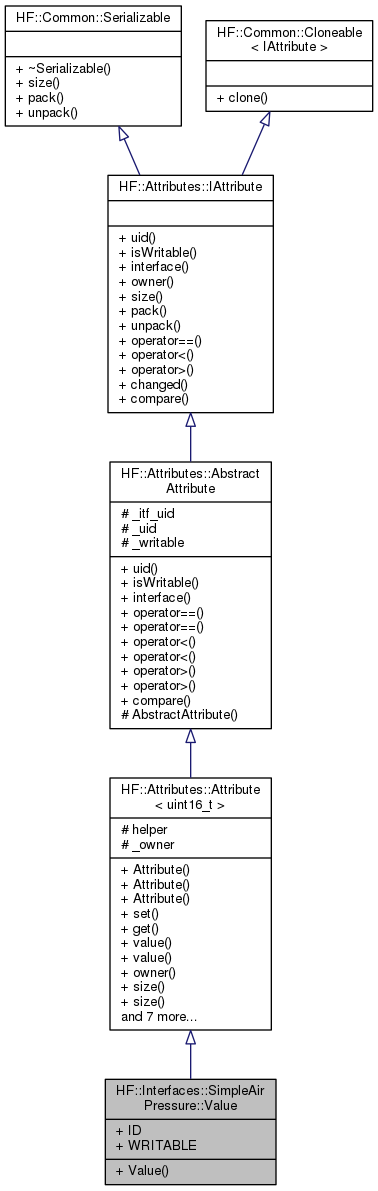 HF::Common::Serializable
+ ~Serializable()
+ size()
+ pack()
+ unpack()
HF::Common::Cloneable
< IAttribute >
+ clone()
HF::Attributes::IAttribute
+ uid()
+ isWritable()
+ interface()
+ owner()
+ size()
+ pack()
+ unpack()
+ operator==()
+ operator<()
+ operator>()
+ changed()
+ compare()
HF::Attributes::Abstract
Attribute
# _itf_uid
# _uid
# _writable
+ uid()
+ isWritable()
+ interface()
+ operator==()
+ operator==()
+ operator<()
+ operator<()
+ operator>()
+ operator>()
+ compare()
# AbstractAttribute()
HF::Attributes::Attribute
< uint16_t >
# helper
# _owner
+ Attribute()
+ Attribute()
+ Attribute()
+ set()
+ get()
+ value()
+ value()
+ owner()
+ size()
+ size()
and 7 more...
HF::Interfaces::SimpleAir
Pressure::Value
+ ID
+ WRITABLE
+ Value()